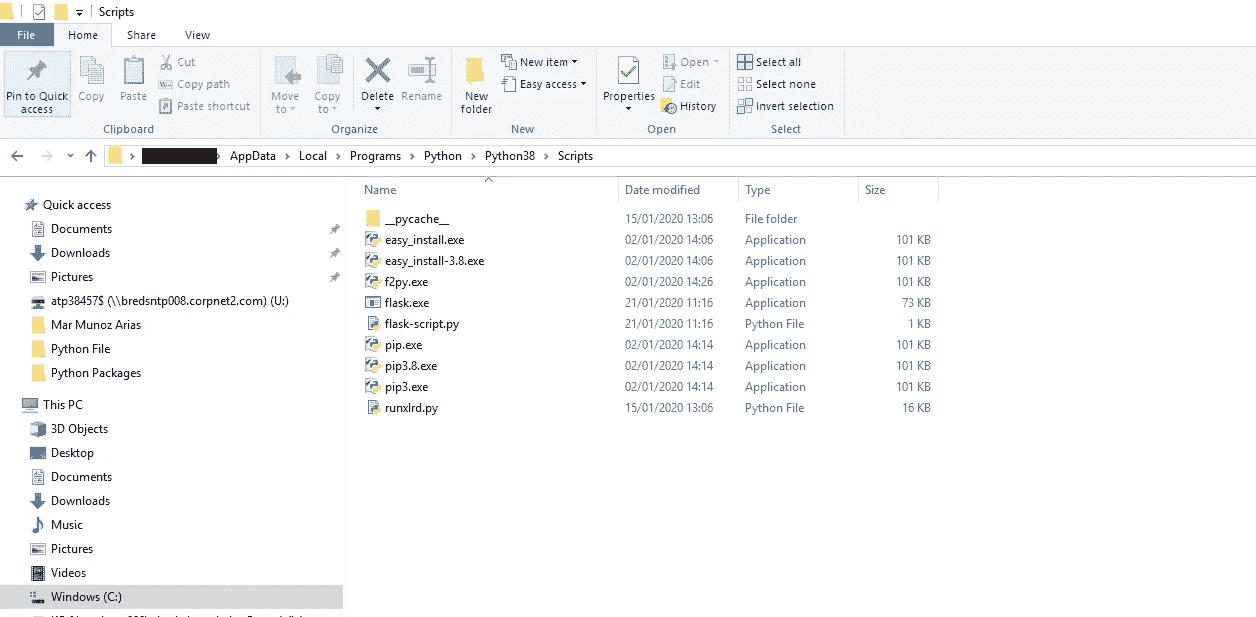 Scripts
File Home Share View
Pin to Quick access
Copy
Paste
Cut
Copy path
Paste shortcut
Clipboard
Move to
Copy to
Delete
Rename
Organize
New folder
New item
Easy access
New
Properties
Open
Edit
History
Open
Select all
Select none
Invert selection
Select
AppData > Local > Programs > Python > Python38 > Scripts
Quick access
Documents
Downloads
Pictures
atp38457$ (\\bredsntp008.corpnet2.com) (U:)
Mar Munoz Arias
Python File
Python Packages
This PC
3D Objects
Desktop
Documents
Downloads
Music
Pictures
Videos
Windows (C:)
Name Date modified Type Size
__pycache__ 15/01/2020 13:06 File folder
easy_install.exe 02/01/2020 14:06 Application 101 KB
easy_install-3.8.exe 02/01/2020 14:06 Application 101 KB
f2py.exe 02/01/2020 14:26 Application 101 KB
flask.exe 21/01/2020 11:16 Application 73 KB
flask-script.py 21/01/2020 11:16 Python File 1 KB
pip.exe 02/01/2020 14:14 Application 101 KB
pip3.8.exe 02/01/2020 14:14 Application 101 KB
pip3.exe 02/01/2020 14:14 Application 101 KB
runxlrd.py 15/01/2020 13:06 Python File 16 KB